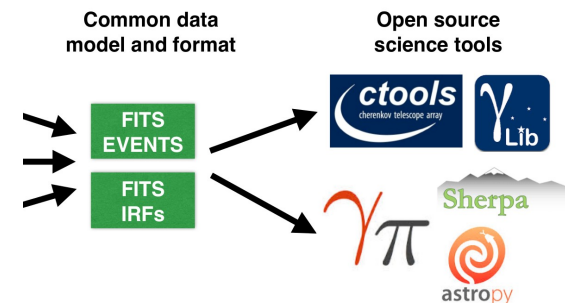 Common data
model and format
Open source
science tools
FITS
EVENTS
FITS
IRFs
ctools
cherenkov telescope array
γ
Lib
γπ
Sherpa
astropy